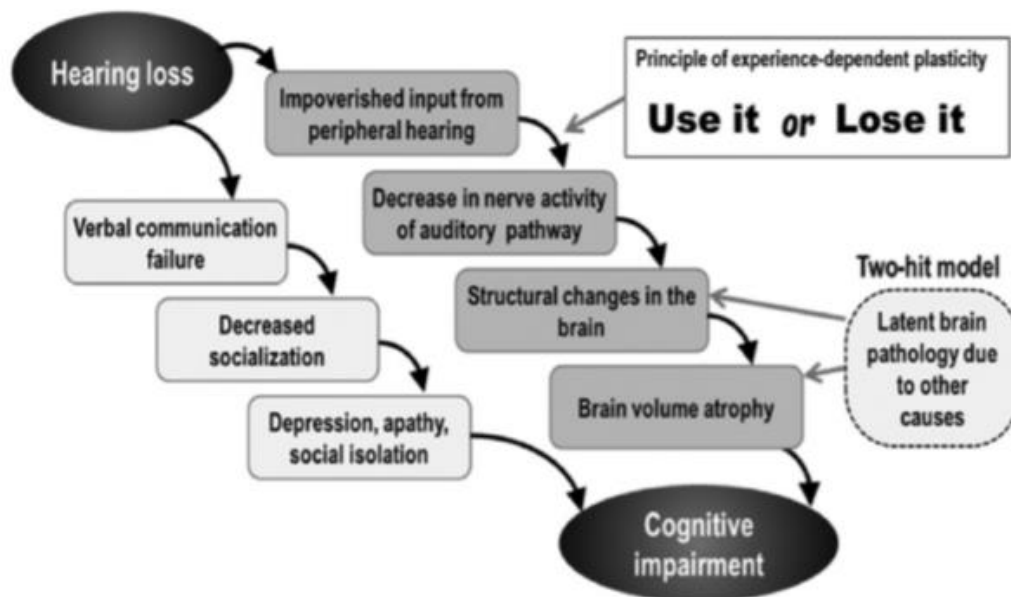 Hearing loss
Impoverished input from
peripheral hearing
Principle of experience-dependent plasticity
Use it or Lose it
Decrease in nerve activity
of auditory pathway
Verbal communication
failure
Structural changes in the
brain
Two-hit model
Latent brain
pathology due
to other
causes
Decreased
socialization
Brain volume atrophy
Depression, apathy,
social isolation
Cognitive
impairment